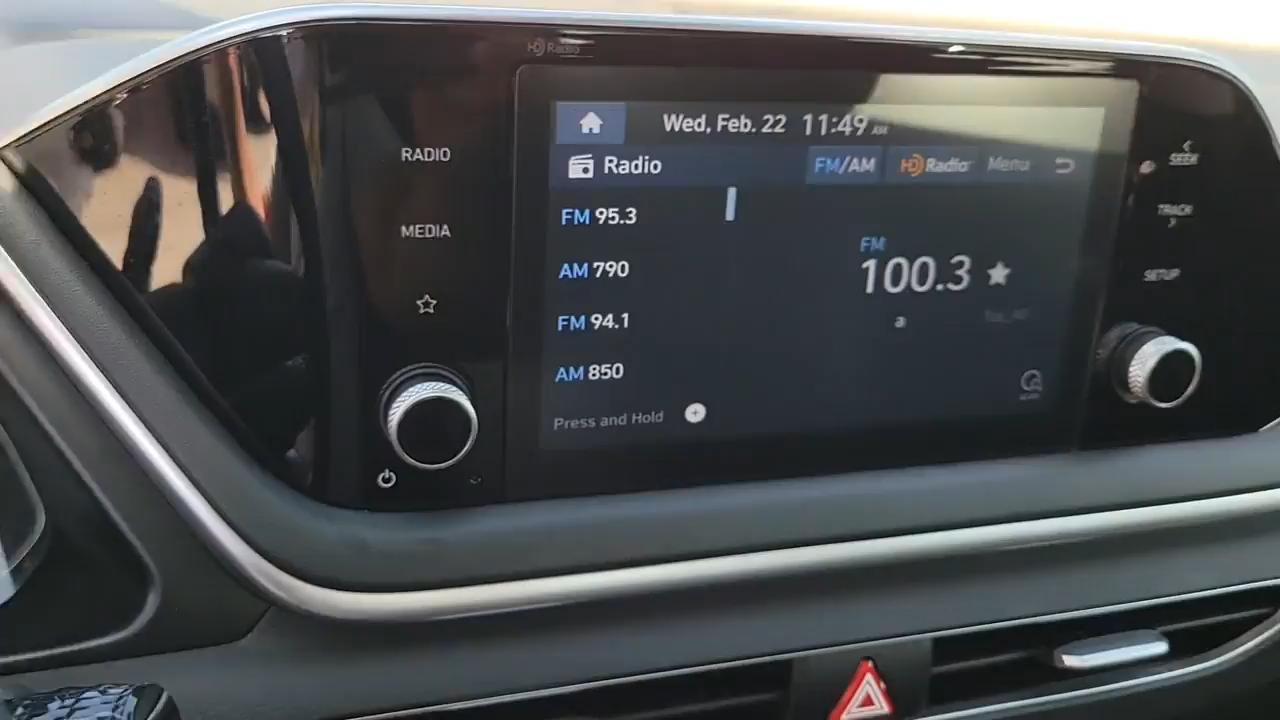 HD Radio
Wed, Feb. 22 11:49 AM
Radio FM/AM HD Radio Menu
FM 95.3
AM 790
FM 94.1
AM 850
Press and Hold
FM
100.3
a
RADIO
MEDIA
SEEK
TRACK
SETUP